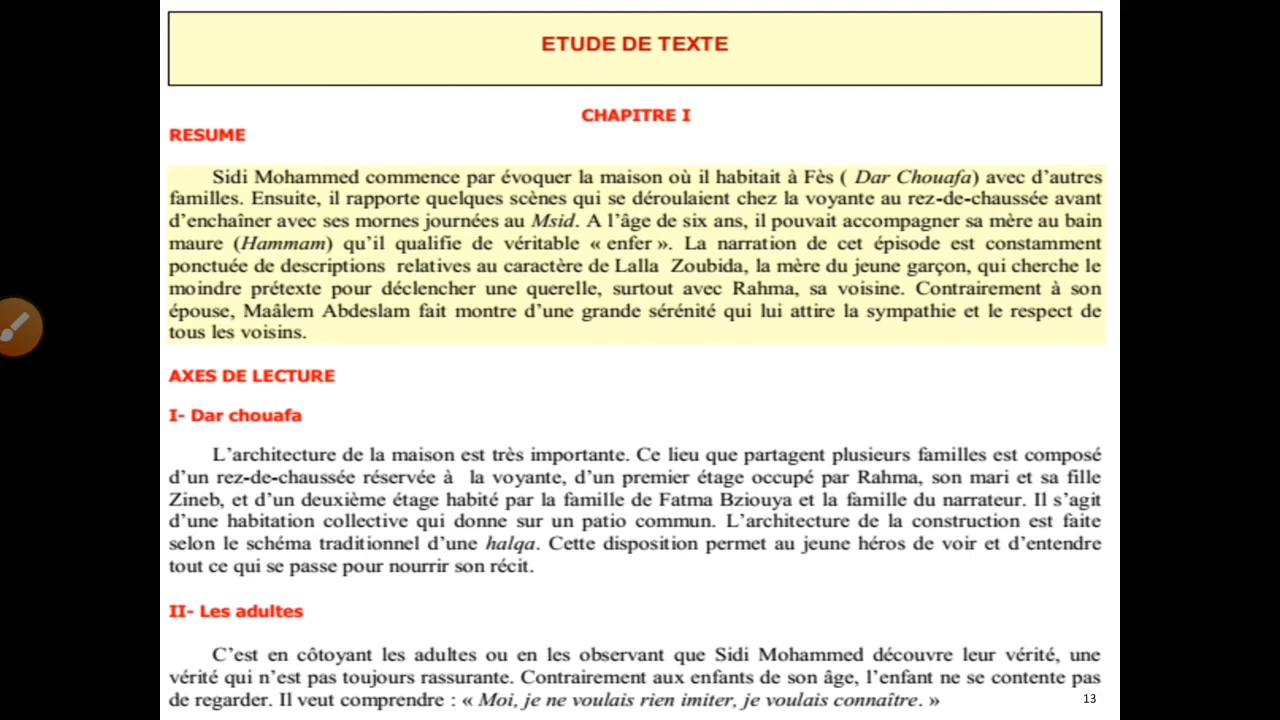 ETUDE DE TEXTE
CHAPITRE I
RESUME
Sidi Mohammed commence par évoquer la maison où il habitait à Fès ( Dar Chouafa) avec d'autres
familles. Ensuite, il rapporte quelques scènes qui se déroulaient chez la voyante au rez-de-chaussée avant
d'enchaîner avec ses mornes journées au Msid. A l'âge de six ans, il pouvait accompagner sa mère au bain
maure (Hammam) qu'il qualifie de véritable « enfer ». La narration de cet épisode est constamment
ponctuée de descriptions relatives au caractère de Lalla Zoubida, la mère du jeune garçon, qui cherche le
moindre prétexte pour déclencher une querelle, surtout avec Rahma, sa voisine. Contrairement à son
épouse, Maâlem Abdeslam fait montre d'une grande sérénité qui lui attire la sympathie et le respect de
tous les voisins.
AXES DE LECTURE
I- Dar chouafa
L'architecture de la maison est très importante. Ce lieu que partagent plusieurs familles est composé
d'un rez-de-chaussée réservée à la voyante, d'un premier étage occupé par Rahma, son mari et sa fille
Zineb, et d'un deuxième étage habité par la famille de Fatma Bziouya et la famille du narrateur. Il s'agit
d'une habitation collective qui donne sur un patio commun. L'architecture de la construction est faite
selon le schéma traditionnel d'une halqa. Cette disposition permet au jeune héros de voir et d'entendre
tout ce qui se passe pour nourrir son récit.
II- Les adultes
C'est en côtoyant les adultes ou en les observant que Sidi Mohammed découvre leur vérité, une
vérité qui n'est pas toujours rassurante. Contrairement aux enfants de son âge, l'enfant ne se contente pas
de regarder. Il veut comprendre : « Moi, je ne voulais rien imiter, je voulais connaître. »
13